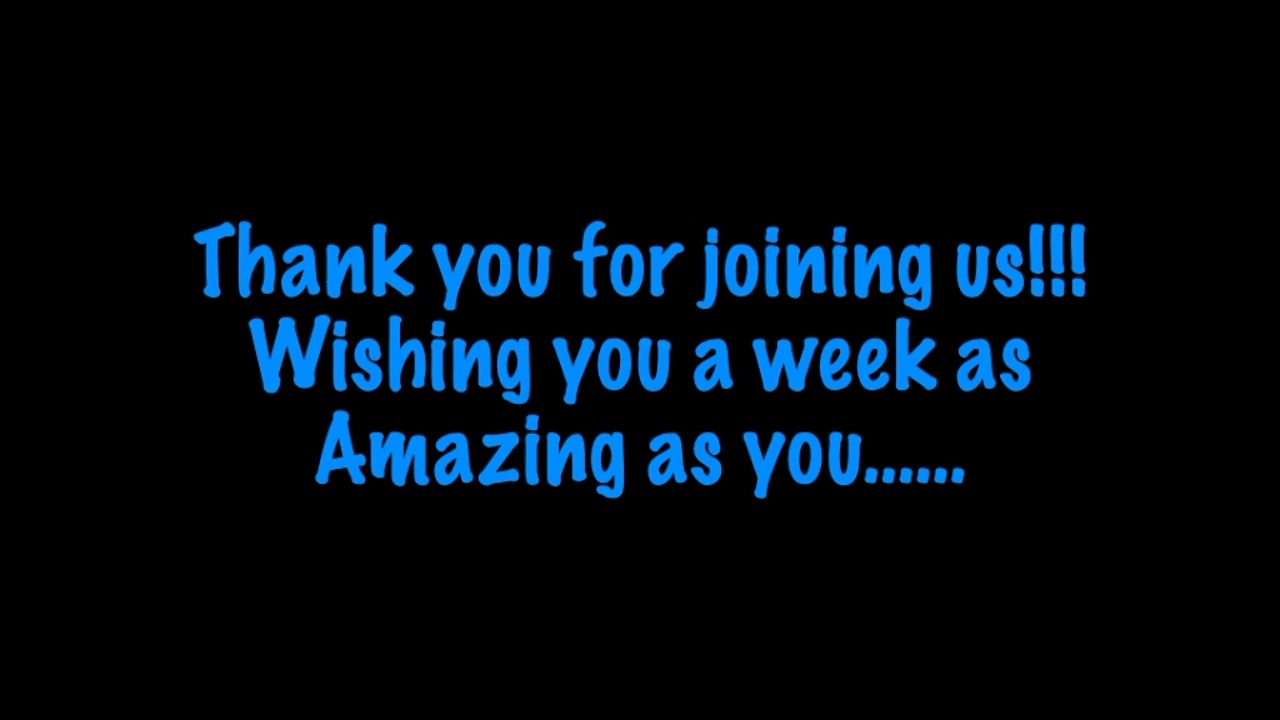 Thank you for joining us!!!
Wishing you a week as
Amazing as you......